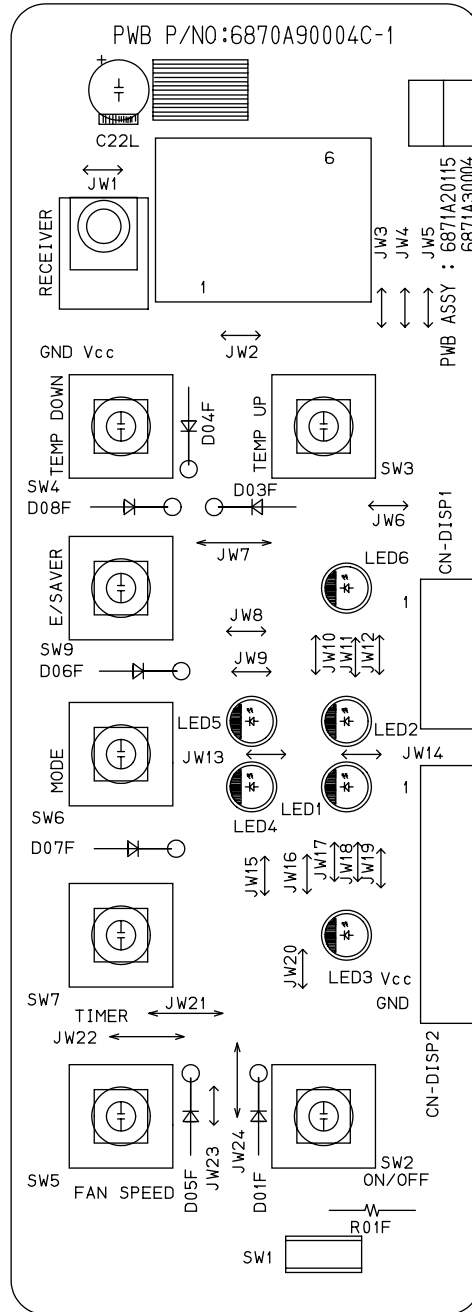 PWB P/NO:6870A90004C-1
+
C22L
JW1
6
RECEIVER
1
JW3
JW4
JW5
PWB ASSY : 6871A20115
6871A30004
JW2
GND Vcc
TEMP DOWN
D04F
TEMP UP
SW4
SW3
D08F
D03F
JW6
CN-DISP1
JW7
LED6
E/SAVER
1
JW8
JW10
JW11
JW12
SW9
D06F
JW9
LED5
LED2
JW13
JW14
MODE
LED1
1
SW6
LED4
D07F
JW15
JW16
JW17
JW18
JW19
JW20
LED3
Vcc
SW7
TIMER
JW21
GND
JW22
CN-DISP2
JW23
JW24
SW5
FAN SPEED
D05F
D01F
SW2
ON/OFF
R01F
SW1